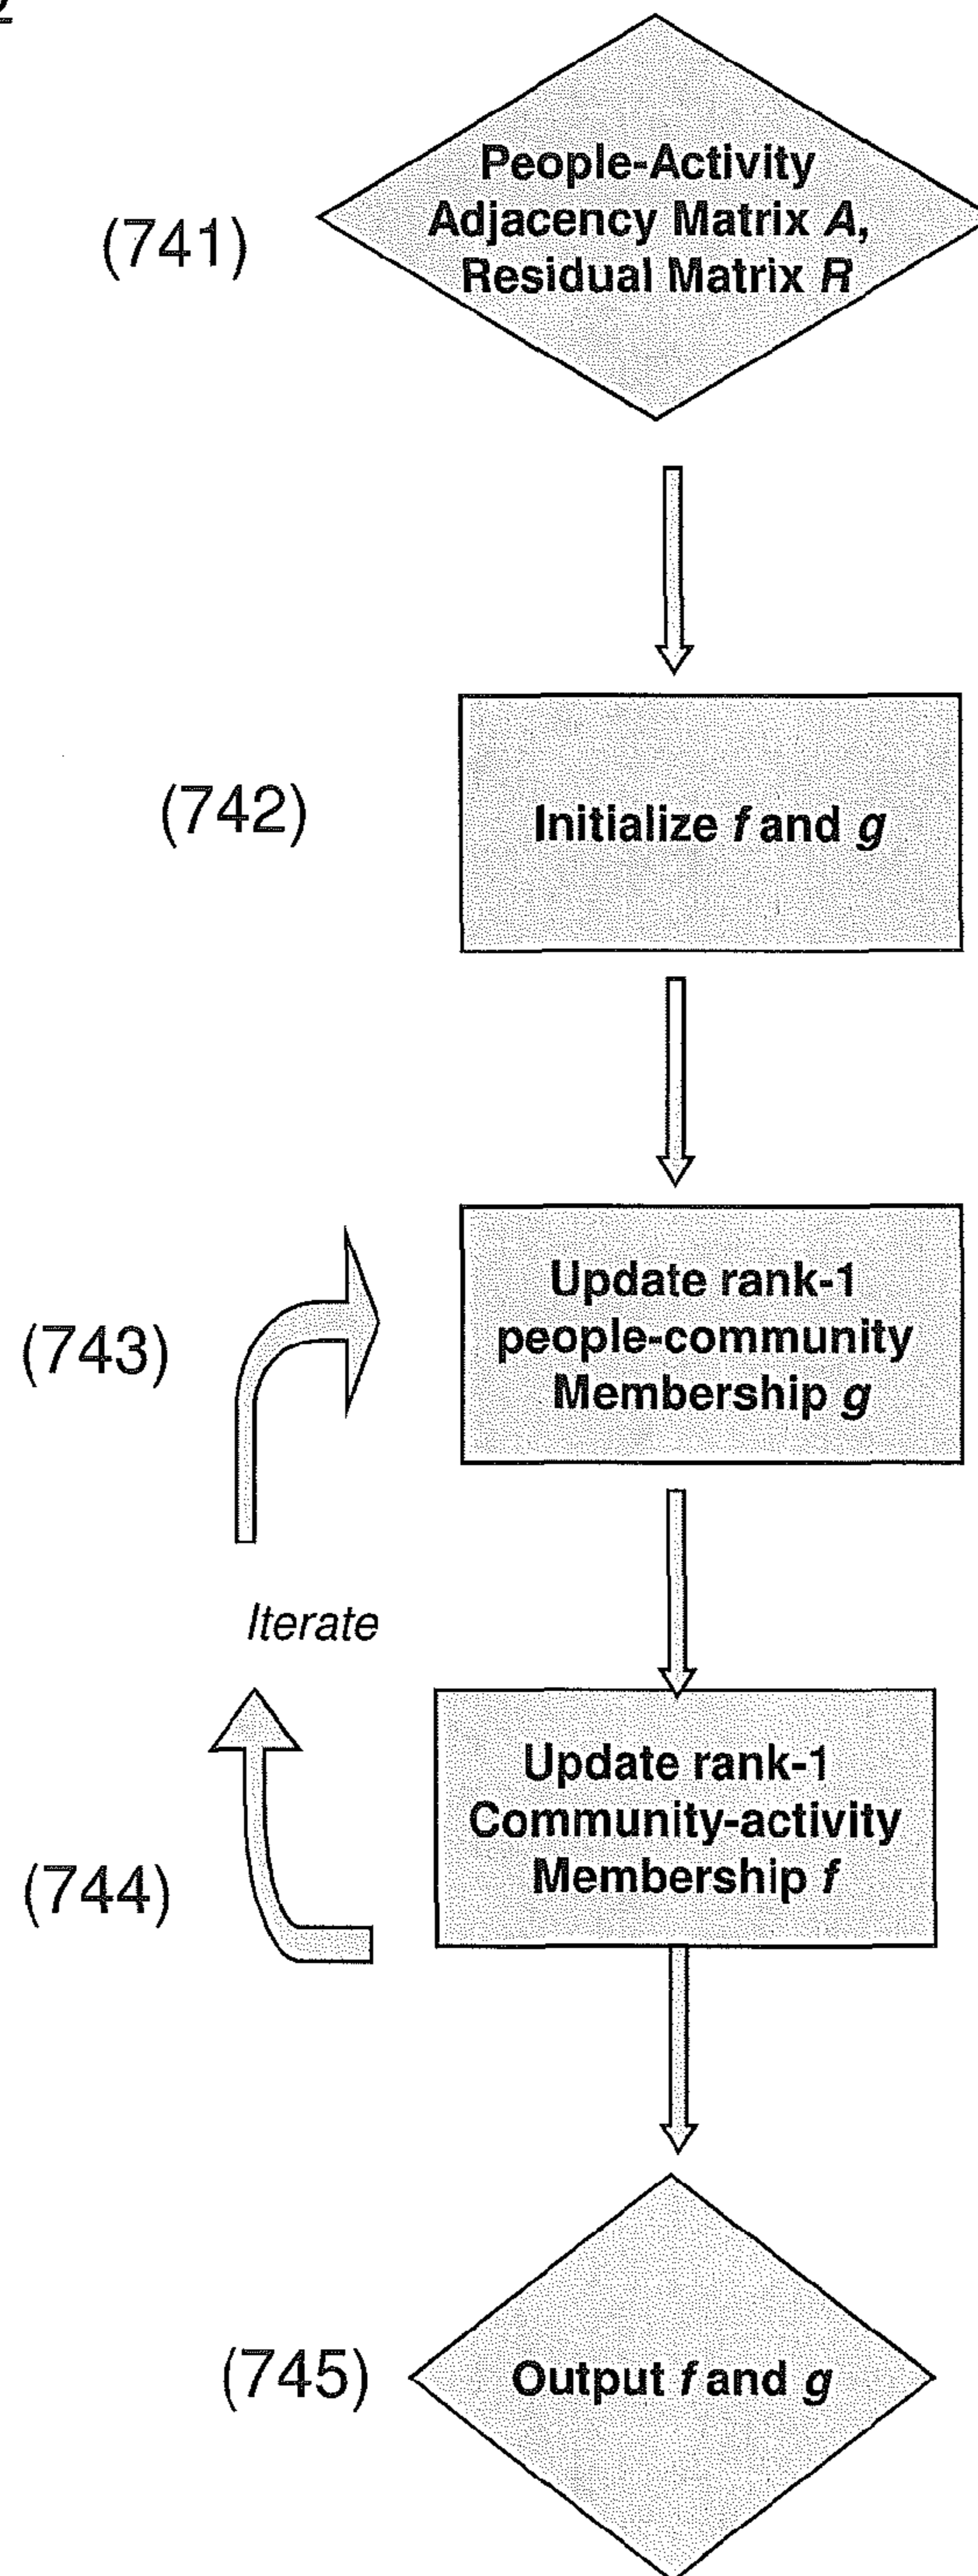 (741)
People-Activity
Adjacency Matrix A,
Residual Matrix R
(742)
Initialize f and g
(743)
Update rank-1
people-community
Membership g
Iterate
(744)
Update rank-1
Community-activity
Membership f
(745)
Output f and g